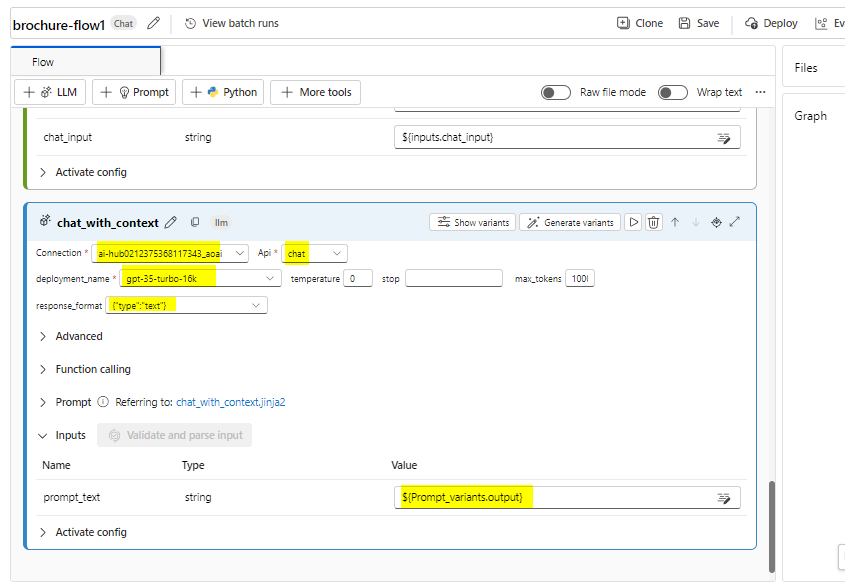 brochure-flow1 Chat View batch runs Clone Save Deploy Ev
Flow
Files
LLM Prompt Python More tools Raw file mode Wrap text ...
Graph
chat_input string ${inputs.chat_input}
Activate config
chat_with_context llm Show variants Generate variants
Connection * ai-hub0212375368117343_aoai Api * chat
deployment_name * gpt-35-turbo-16k temperature 0 stop max_tokens 100
response_format {"type":"text"}
Advanced
Function calling
Prompt Referring to: chat_with_context.jinja2
Inputs Validate and parse input
Name Type Value
prompt_text string ${Prompt_variants.output}
Activate config